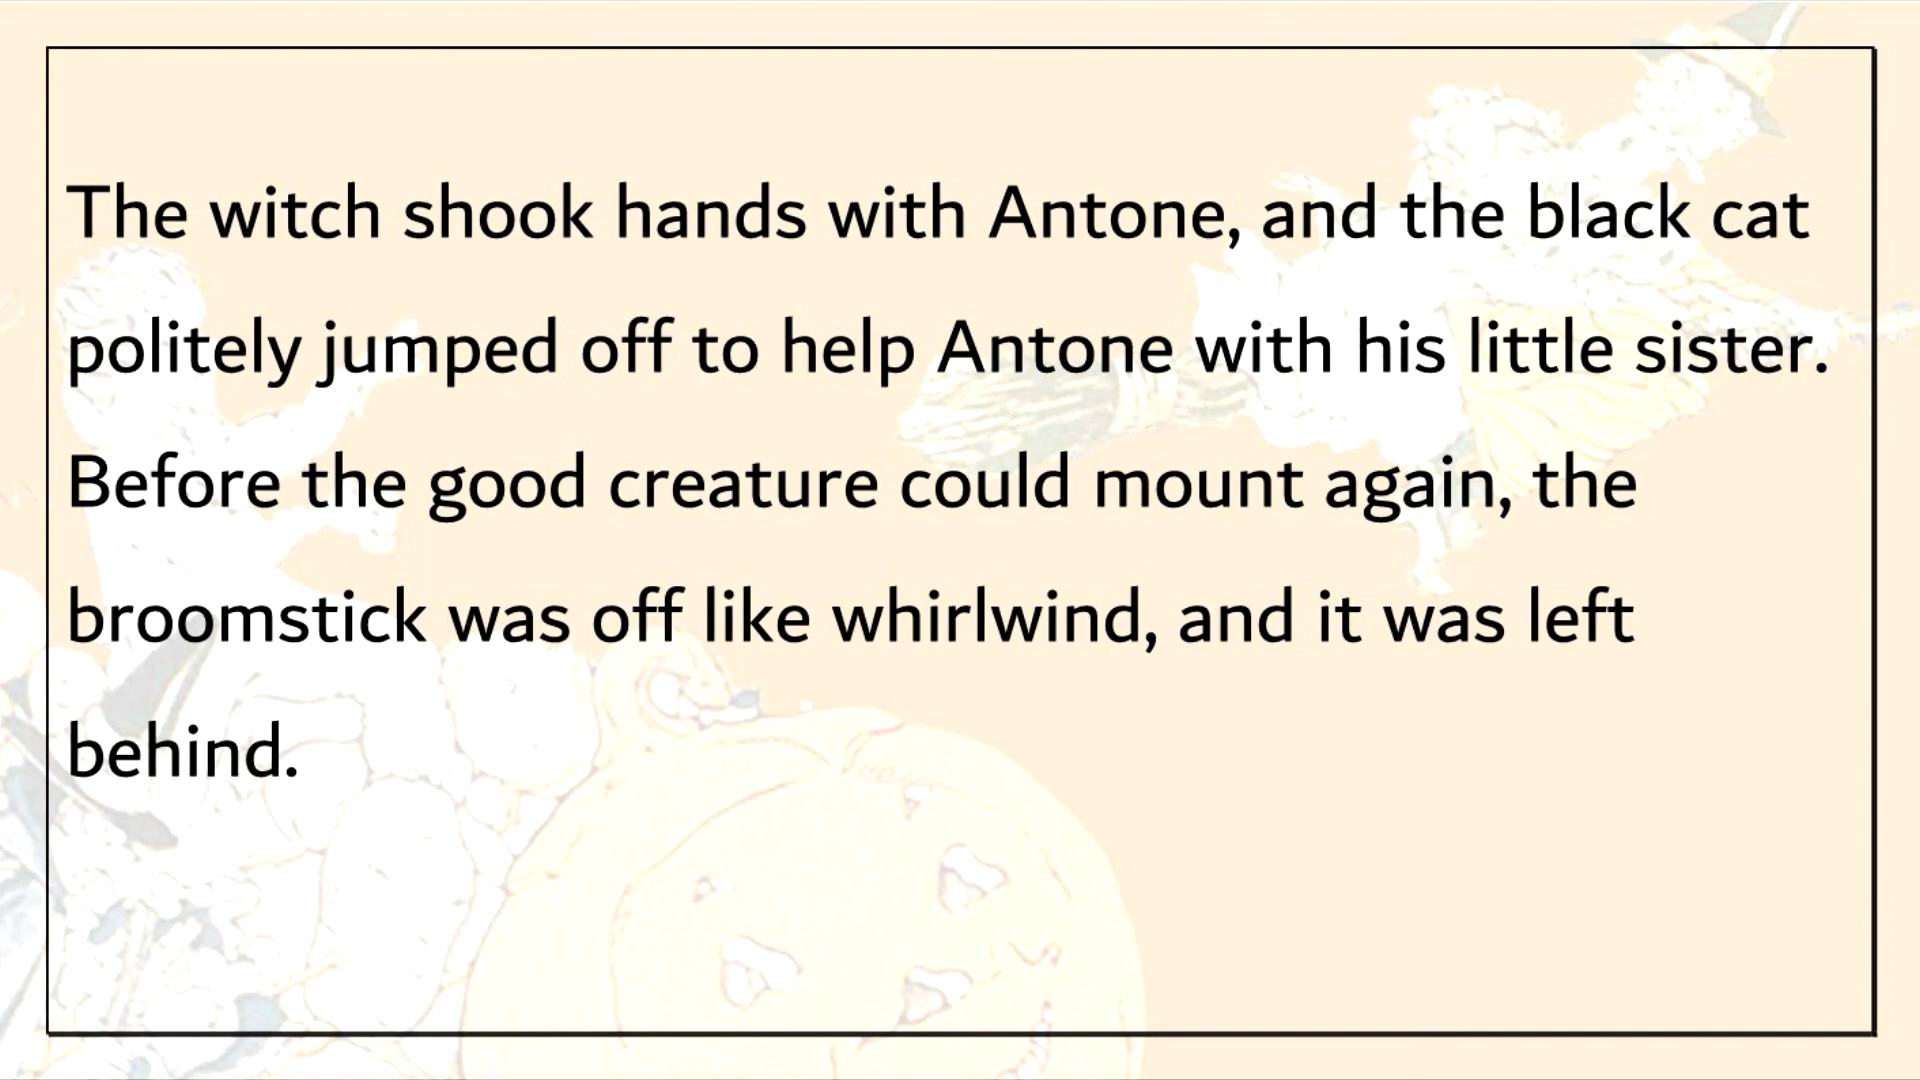 The witch shook hands with Antone, and the black cat
politely jumped off to help Antone with his little sister.
Before the good creature could mount again, the
broomstick was off like whirlwind, and it was left
behind.